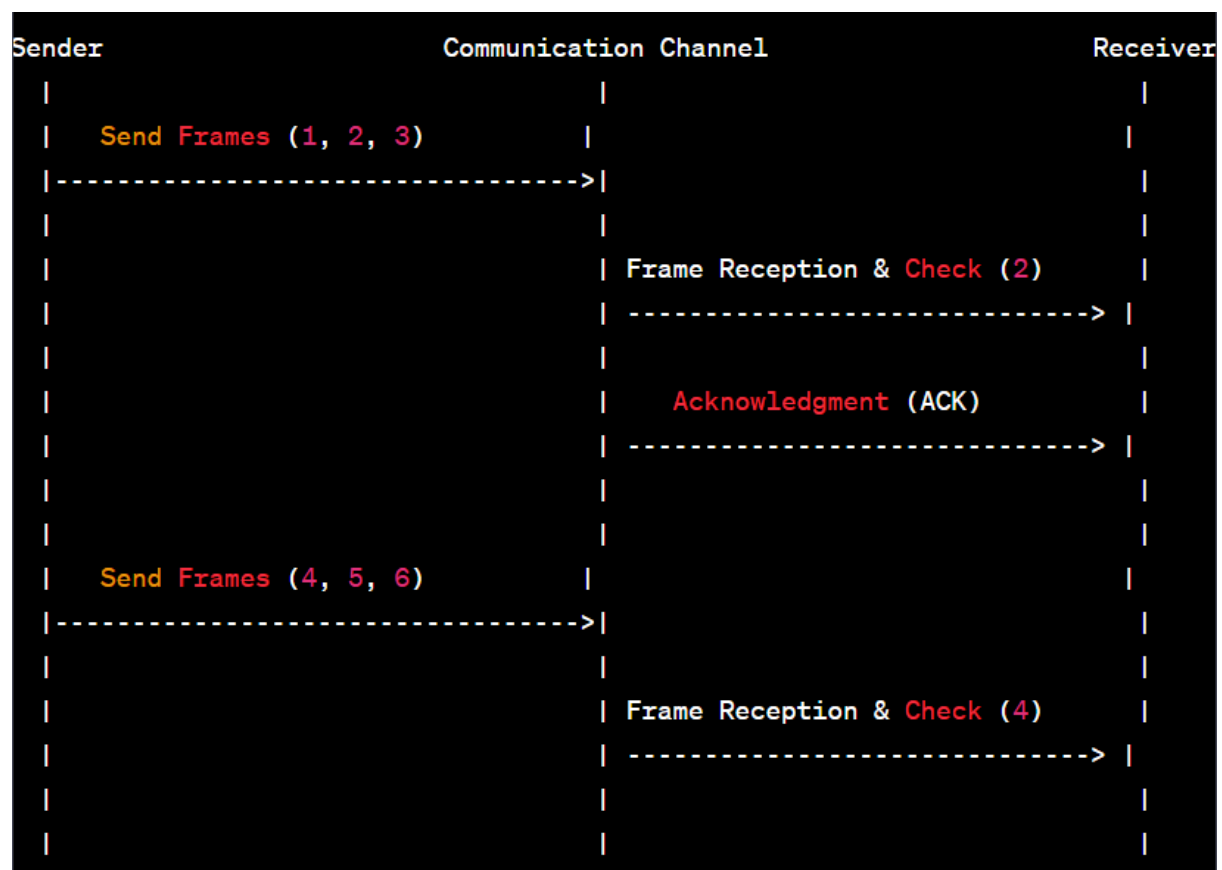 Sender Communication Channel Receiver
| | |
| Send Frames (1, 2, 3) | |
|---------------------------------->| |
| | |
| | Frame Reception & Check (2) |
| | ------------------------------> |
| | |
| | Acknowledgment (ACK) |
| | ------------------------------> |
| | |
| | |
| Send Frames (4, 5, 6) | |
|---------------------------------->| |
| | |
| | Frame Reception & Check (4) |
| | ------------------------------> |
| | |
| | |